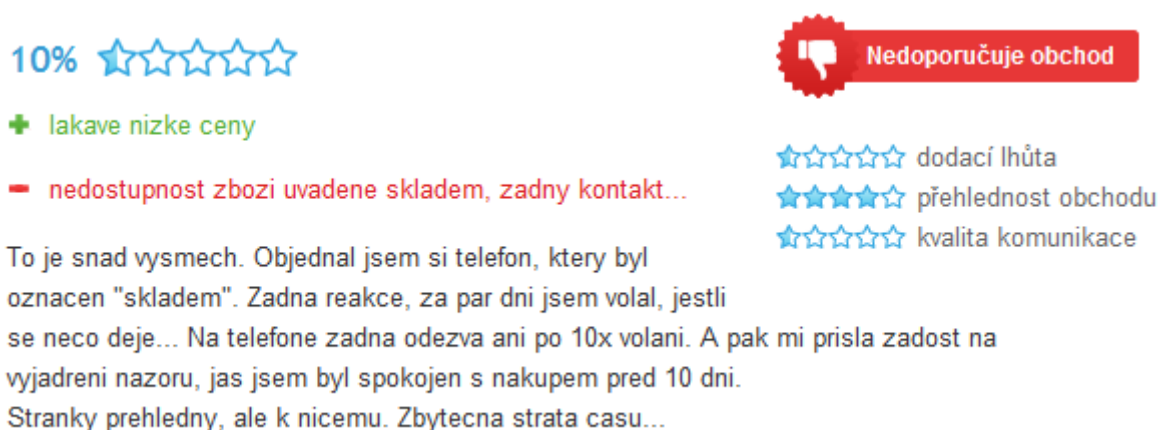 10%
Nedoporučuje obchod
lakave nizke ceny
nedostupnost zbozi uvadene skladem, zadny kontakt...
dodací lhůta
přehlednost obchodu
kvalita komunikace
To je snad vysmech. Objednal jsem si telefon, ktery byl
oznacen "skladem". Zadna reakce, za par dni jsem volal, jestli
se neco deje... Na telefone zadna odezva ani po 10x volani. A pak mi prisla zadost na
vyjadreni nazoru, jas jsem byl spokojen s nakupem pred 10 dni.
Stranky prehledny, ale k nicemu. Zbytecna strata casu...